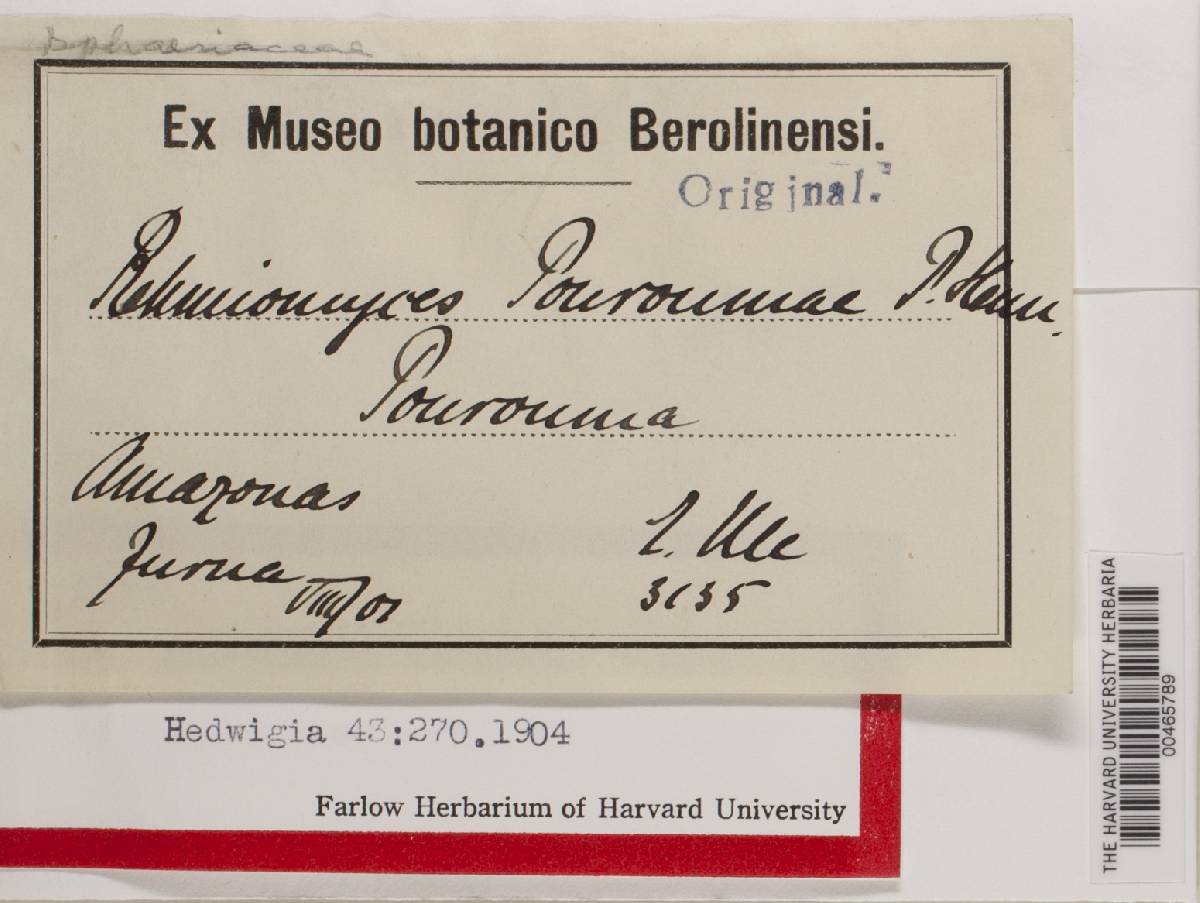 Sphaeriaceae
Ex Museo botanico Berolinensi.
Original.
Rehmiomyces Pouroumae P. Henn.
Pourouma
Amazonas
Jurua VIII/01
E. Ule
3135
Hedwigia 43:270.1904
Farlow Herbarium of Harvard University
THE HARVARD UNIVERSITY HERBARIA
00465789